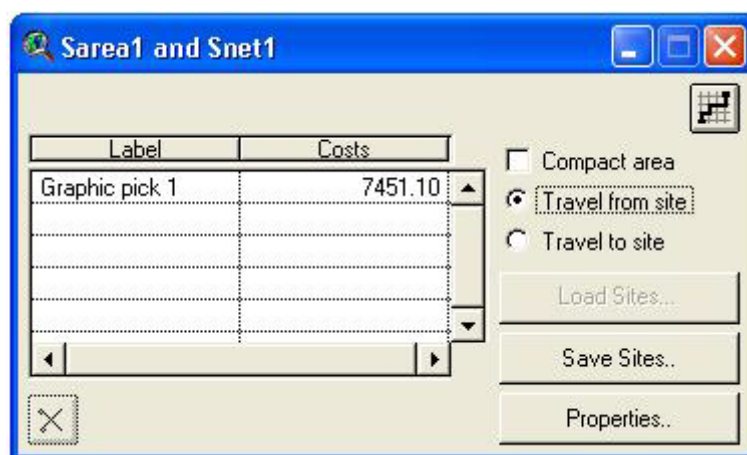 Sarea1 and Snet1
Label Costs
Graphic pick 1 7451.10
Compact area
Travel from site
Travel to site
Load Sites...
Save Sites..
Properties..